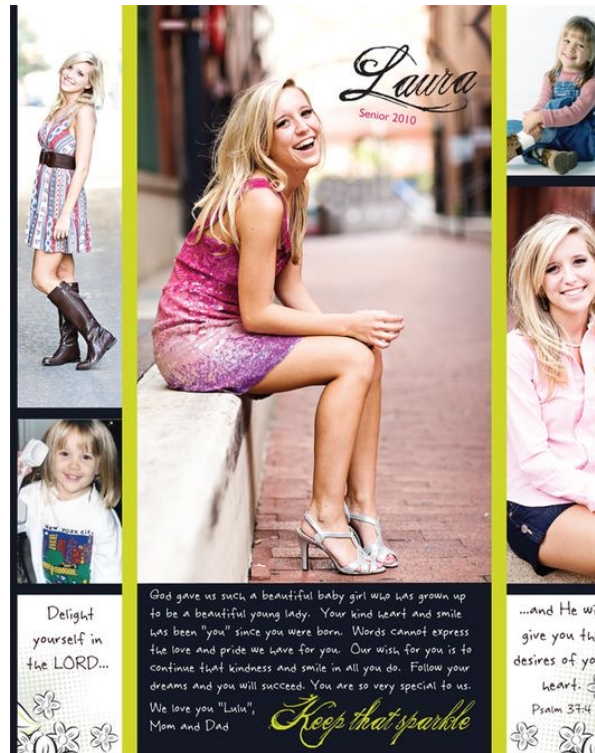 Laura
Senior 2010
NEW YORK CITY
Delight
yourself in
the LORD...
God gave us such a beautiful baby girl who has grown up
to be a beautiful young lady. Your kind heart and smile
has been "you" since you were born. Words cannot express
the love and pride we have for you. Our wish for you is to
continue that kindness and smile in all you do. Follow your
dreams and you will succeed. You are so very special to us.
We love you "Lulu",
Mom and Dad
Keep that sparkle
...and He wi
give you th
desires of yo
heart.
Psalm 37:4